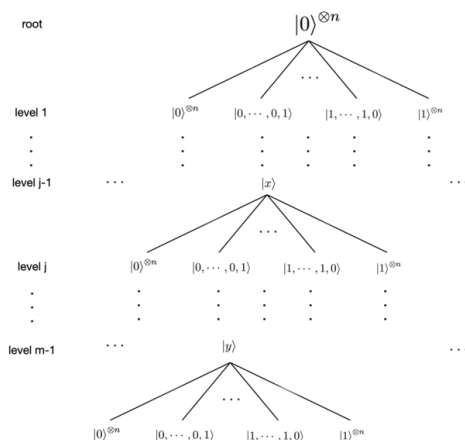 root |0⟩^{⊗n}
...
level 1 |0⟩^{⊗n} |0,⋯,0,1⟩ |1,⋯,1,0⟩ |1⟩^{⊗n}
level j-1 ... |x⟩ ...
...
level j |0⟩^{⊗n} |0,⋯,0,1⟩ |1,⋯,1,0⟩ |1⟩^{⊗n}
level m-1 ... |y⟩ ...
...
|0⟩^{⊗n} |0,⋯,0,1⟩ |1,⋯,1,0⟩ |1⟩^{⊗n}